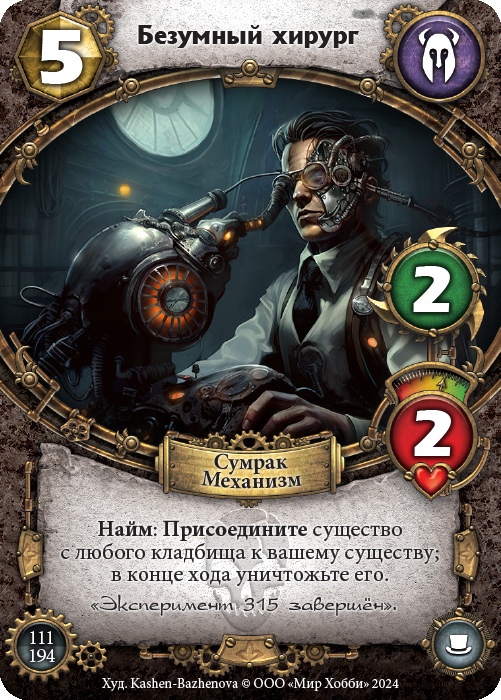 5
Безумный хирург
2
2
Сумрак
Механизм
Найм: Присоедините существо
с любого кладбища к вашему существу;
в конце хода уничтожьте его.
«Эксперимент 315 завершён».
111
194
Худ. Kashen-Bazhenova © ООО «Мир Хобби» 2024